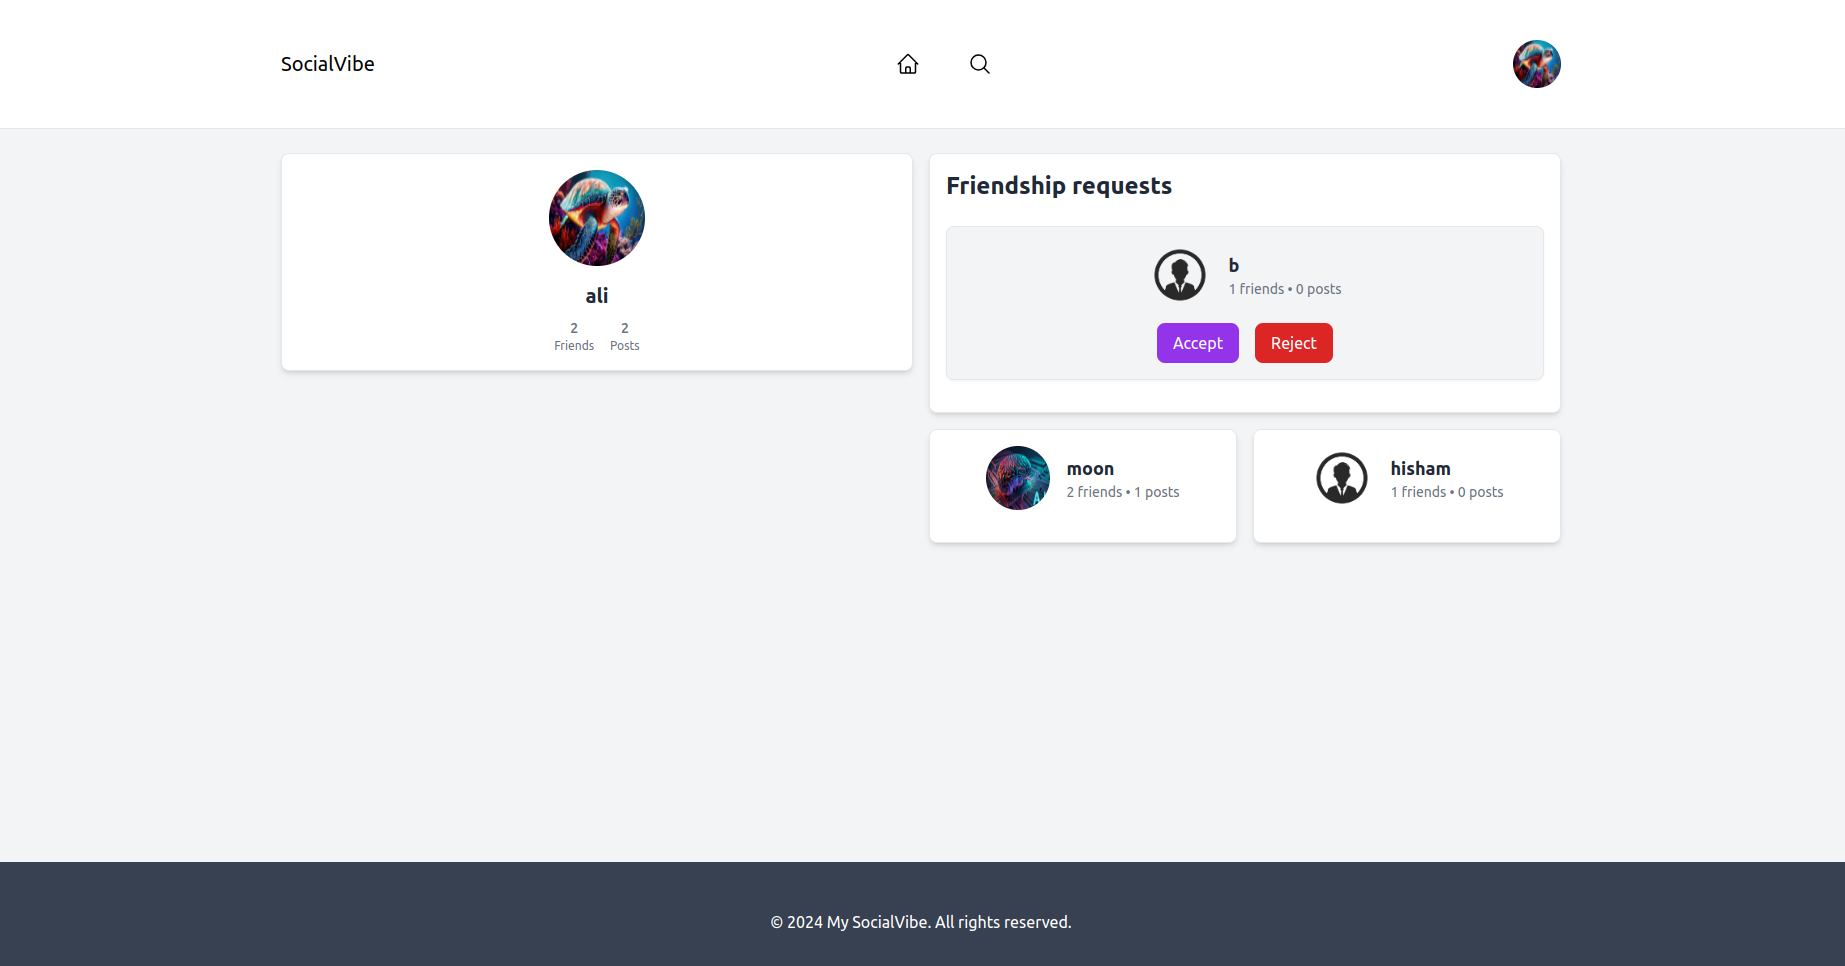 SocialVibe
ali
2 2
Friends Posts
Friendship requests
b
1 friends • 0 posts
Accept Reject
moon
2 friends • 1 posts
hisham
1 friends • 0 posts
© 2024 My SocialVibe. All rights reserved.